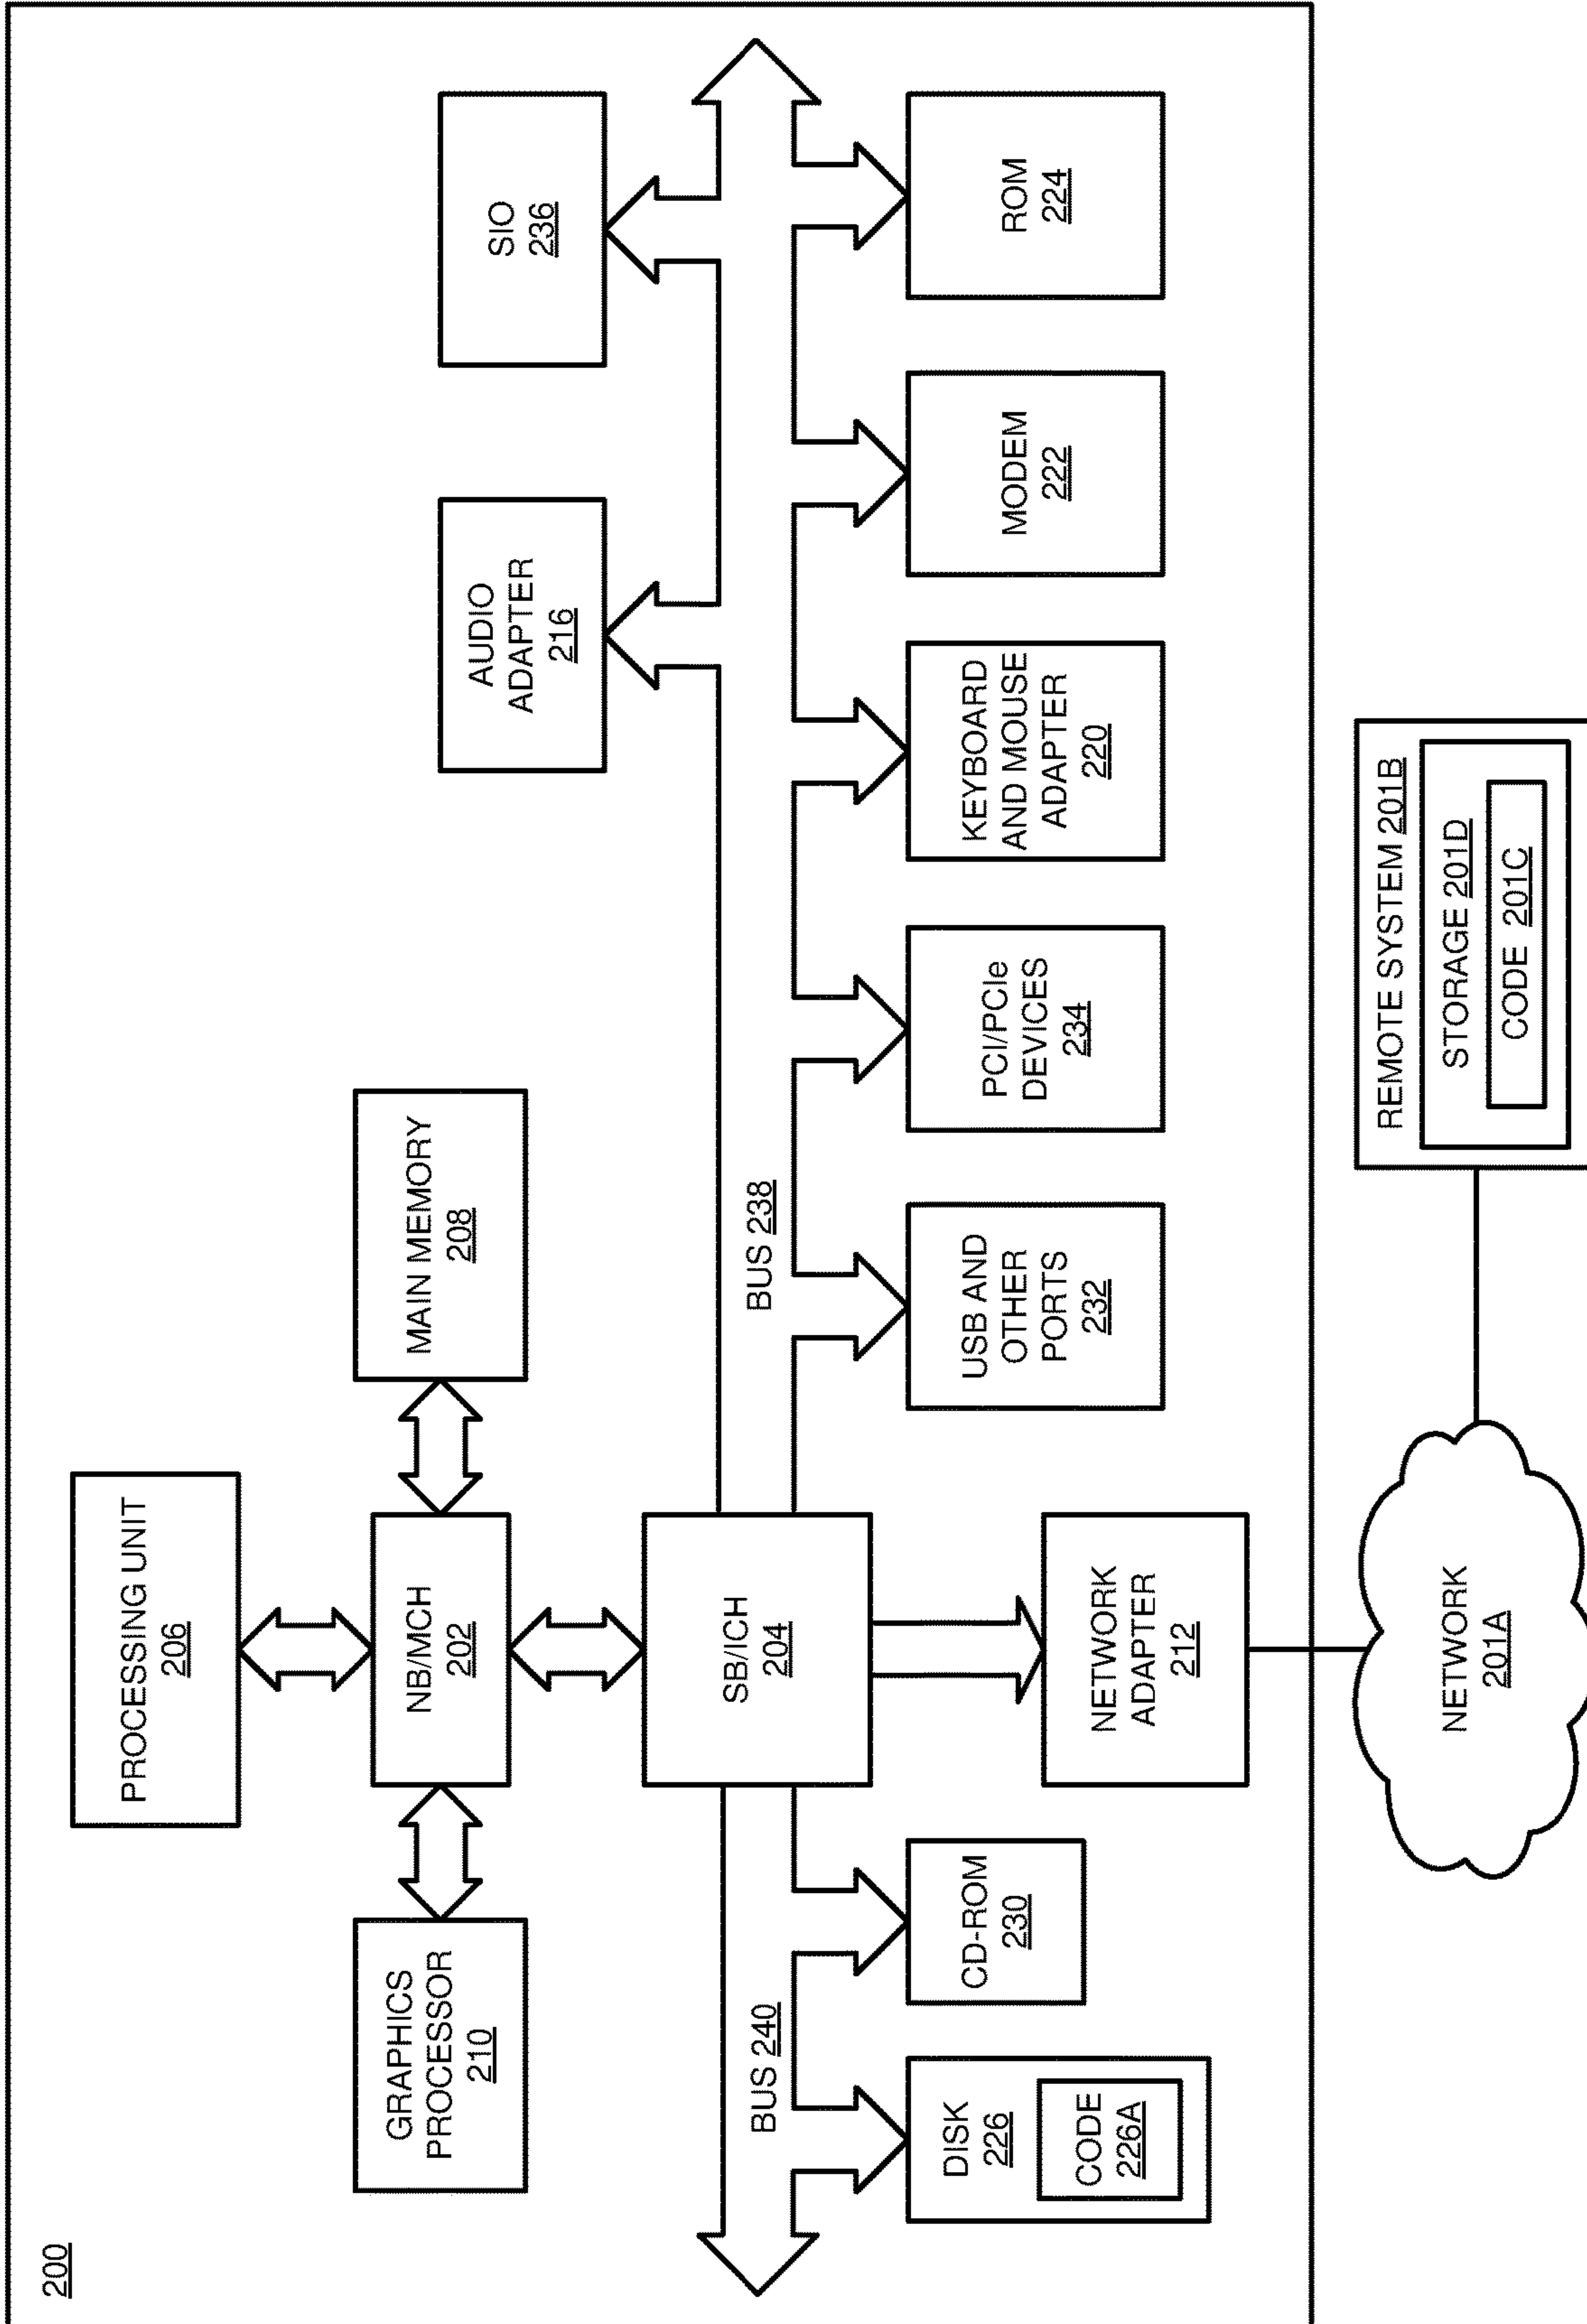 200
PROCESSING UNIT
206
GRAPHICS
PROCESSOR
210
NB/MCH
202
MAIN MEMORY
208
AUDIO
ADAPTER
216
SIO
236
SB/ICH
204
BUS 240
BUS 238
DISK
226
CODE
226A
CD-ROM
230
NETWORK
ADAPTER
212
USB AND
OTHER
PORTS
232
PCI/PCIe
DEVICES
234
KEYBOARD
AND MOUSE
ADAPTER
220
MODEM
222
ROM
224
NETWORK
201A
REMOTE SYSTEM 201B
STORAGE 201D
CODE 201C